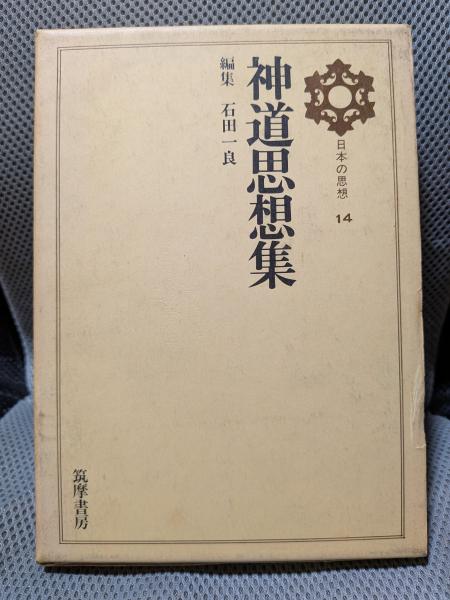 日本の思想
14
神道思想集
編集 石田一良
筑摩書房